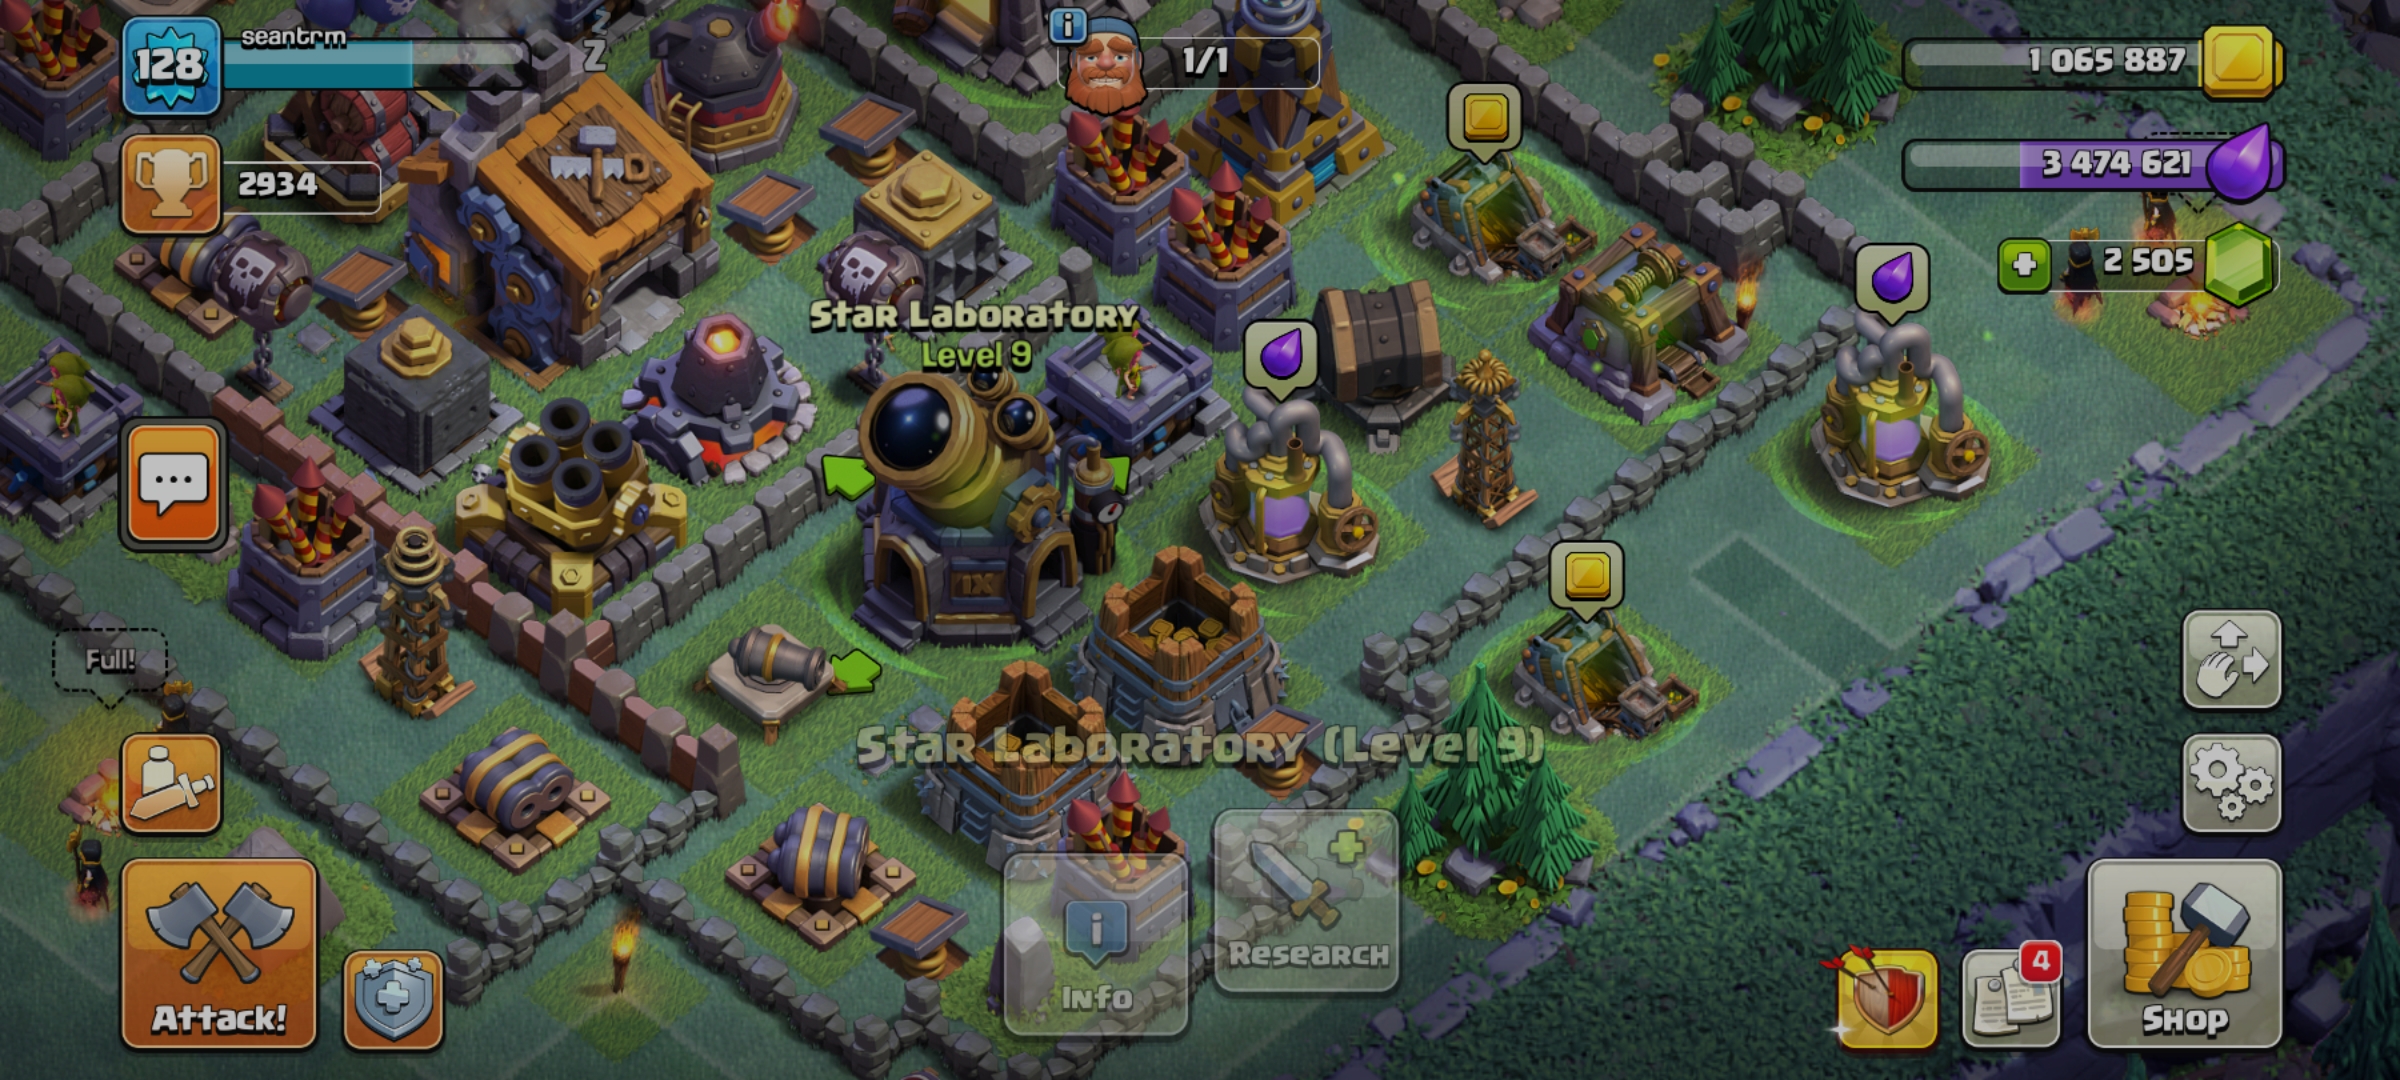 128
seantrm
1/1
1 065 887
2934
3 474 621
2 505
Star Laboratory
Level 9
1X
Full!
Star Laboratory (Level 9)
Attack!
Info
Research
4
Shop